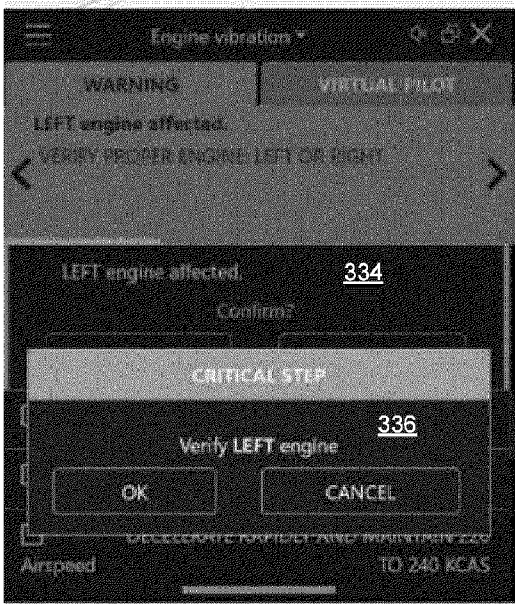 Engine vibration
WARNING
VIRTUAL PILOT
LEFT engine affected.
VERIFY PROPER ENGINE: LEFT OR RIGHT
LEFT engine affected.
334
Confirm?
CRITICAL STEP
336
Verify LEFT engine
OK
CANCEL
DECELERATE RAPIDLY AND MAINTAIN 220
Airspeed
TO 240 KCAS